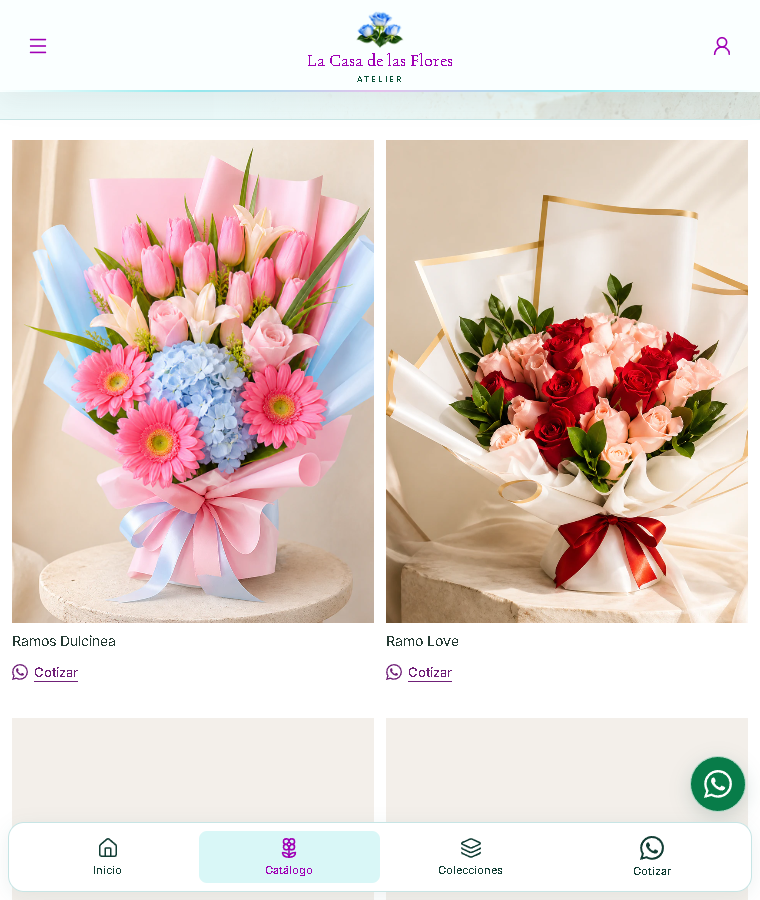 La Casa de las Flores
ATELIER
Ramos Dulcinea
Ramo Love
Cotizar
Cotizar
Inicio
Catálogo
Colecciones
Cotizar